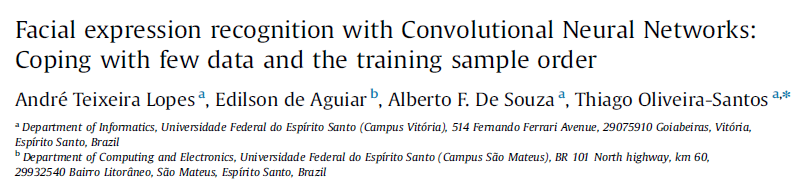 Facial expression recognition with Convolutional Neural Networks:
Coping with few data and the training sample order
André Teixeira Lopes a, Edilson de Aguiar b, Alberto F. De Souza a, Thiago Oliveira-Santos a,*
a Department of Informatics, Universidade Federal do Espírito Santo (Campus Vitória), 514 Fernando Ferrari Avenue, 29075910 Goiabeiras, Vitória,
Espírito Santo, Brazil
b Department of Computing and Electronics, Universidade Federal do Espírito Santo (Campus São Mateus), BR 101 North highway, km 60,
29932540 Bairro Litorâneo, São Mateus, Espírito Santo, Brazil